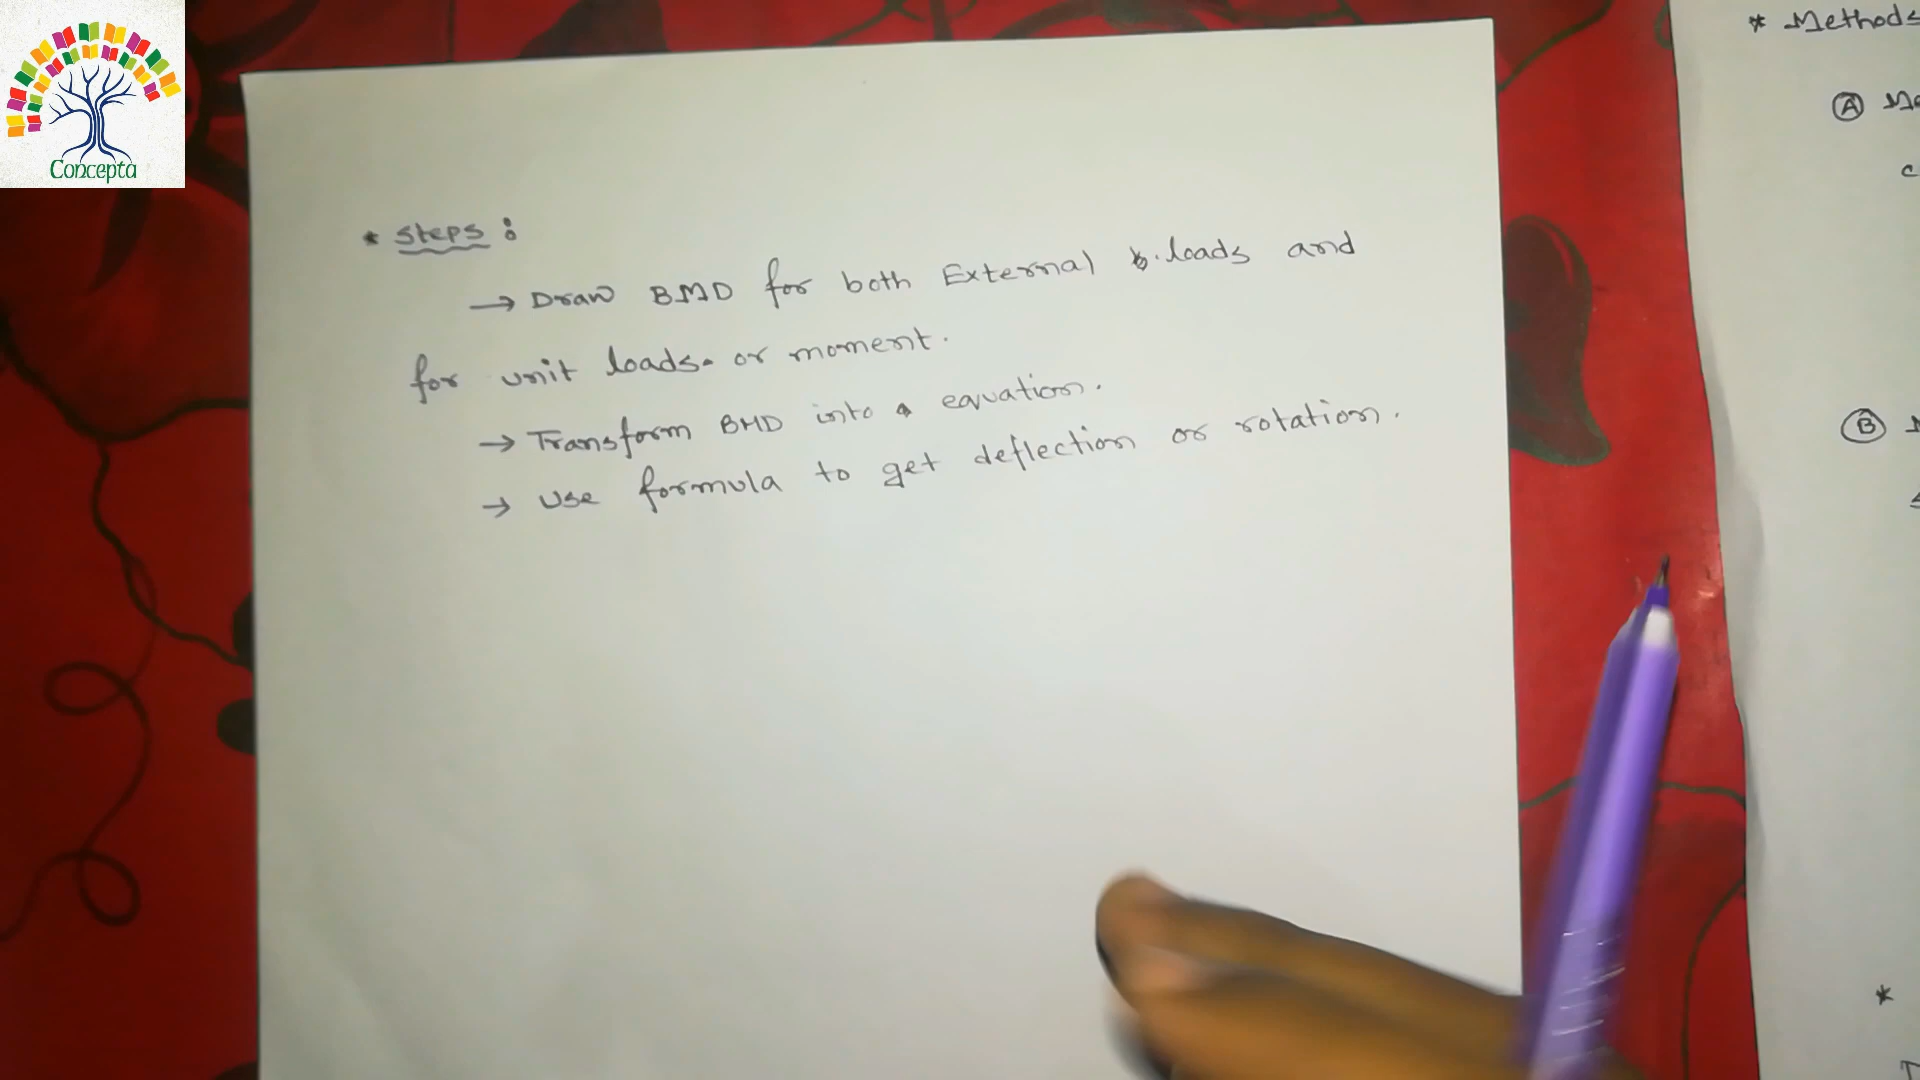 Concepta
* Steps :
→ Draw BMD for both External loads and
for unit loads. or moment.
→ Transform BMD into a equation.
→ Use formula to get deflection or rotation.
* Methods
(A)
(B)
*